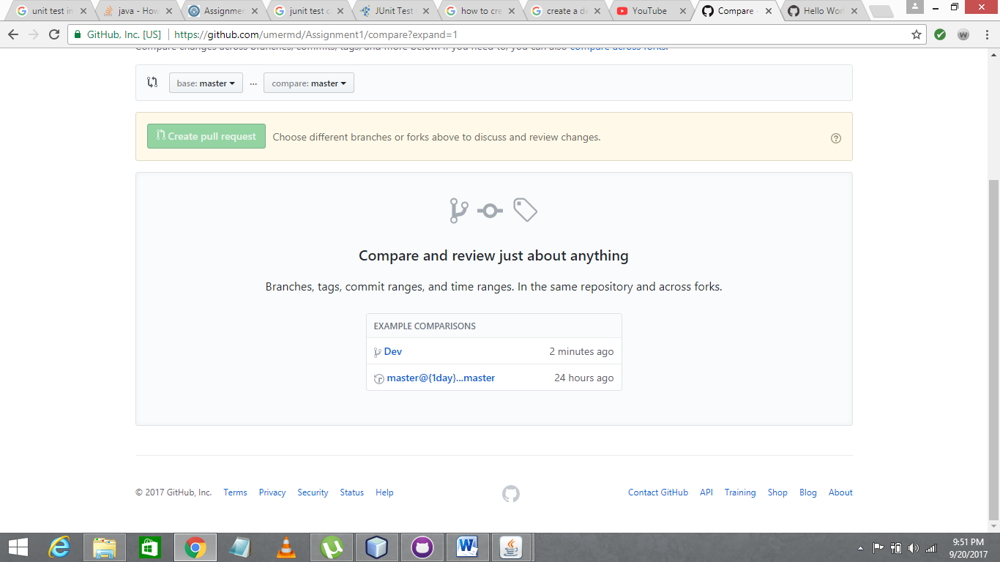 unit test in
java - How
Assignmen
junit test c
JUnit Test
how to cre
create a de
YouTube
Compare
Hello Worl
GitHub, Inc. [US]
https://github.com/umermd/Assignment1/compare?expand=1
Compare changes across branches, commits, tags, and more below. If you need to, you can also compare across forks.
base: master
...
compare: master
Create pull request
Choose different branches or forks above to discuss and review changes.
Compare and review just about anything
Branches, tags, commit ranges, and time ranges. In the same repository and across forks.
EXAMPLE COMPARISONS
Dev
2 minutes ago
master@{1day}...master
24 hours ago
© 2017 GitHub, Inc.
Terms
Privacy
Security
Status
Help
Contact GitHub
API
Training
Shop
Blog
About
9:51 PM
9/20/2017